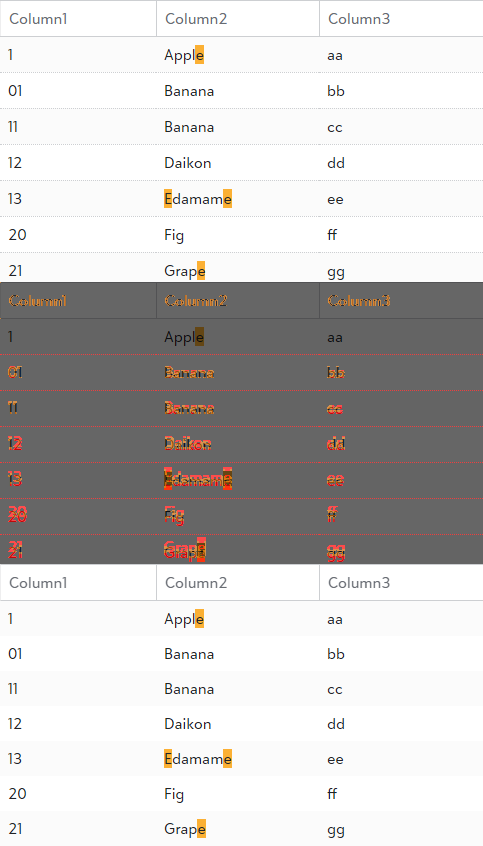 Column1 Column2 Column3
1 Apple aa
01 Banana bb
11 Banana cc
12 Daikon dd
13 Edamame ee
20 Fig ff
21 Grape gg
Column1 Column2 Column3
1 Apple aa
01 Banana bb
11 Banana cc
12 Daikon dd
13 Edamame ee
20 Fig ff
21 Grape gg
Column1 Column2 Column3
1 Apple aa
01 Banana bb
11 Banana cc
12 Daikon dd
13 Edamame ee
20 Fig ff
21 Grape gg